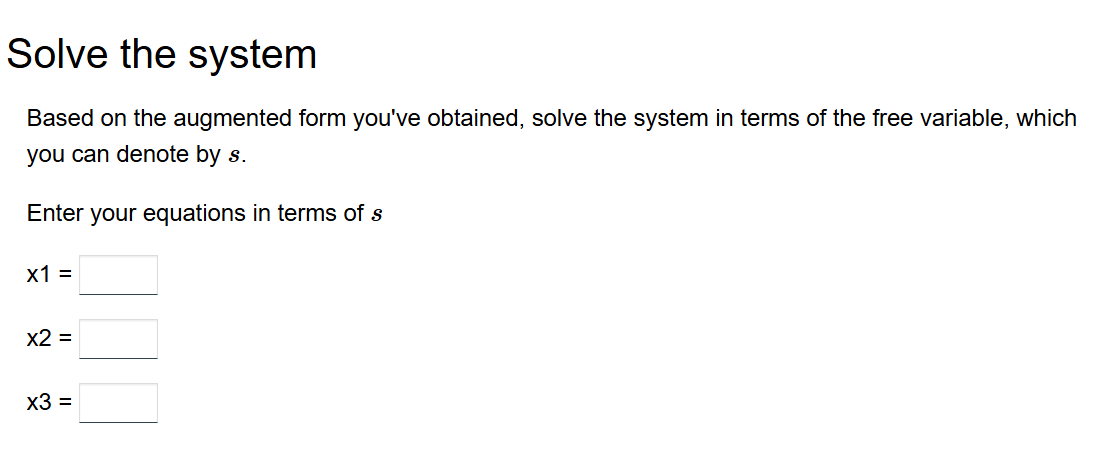 Solve the system
Based on the augmented form you've obtained, solve the system in terms of the free variable, which
you can denote by s.
Enter your equations in terms of s
x1 =
x2 =
x3 =